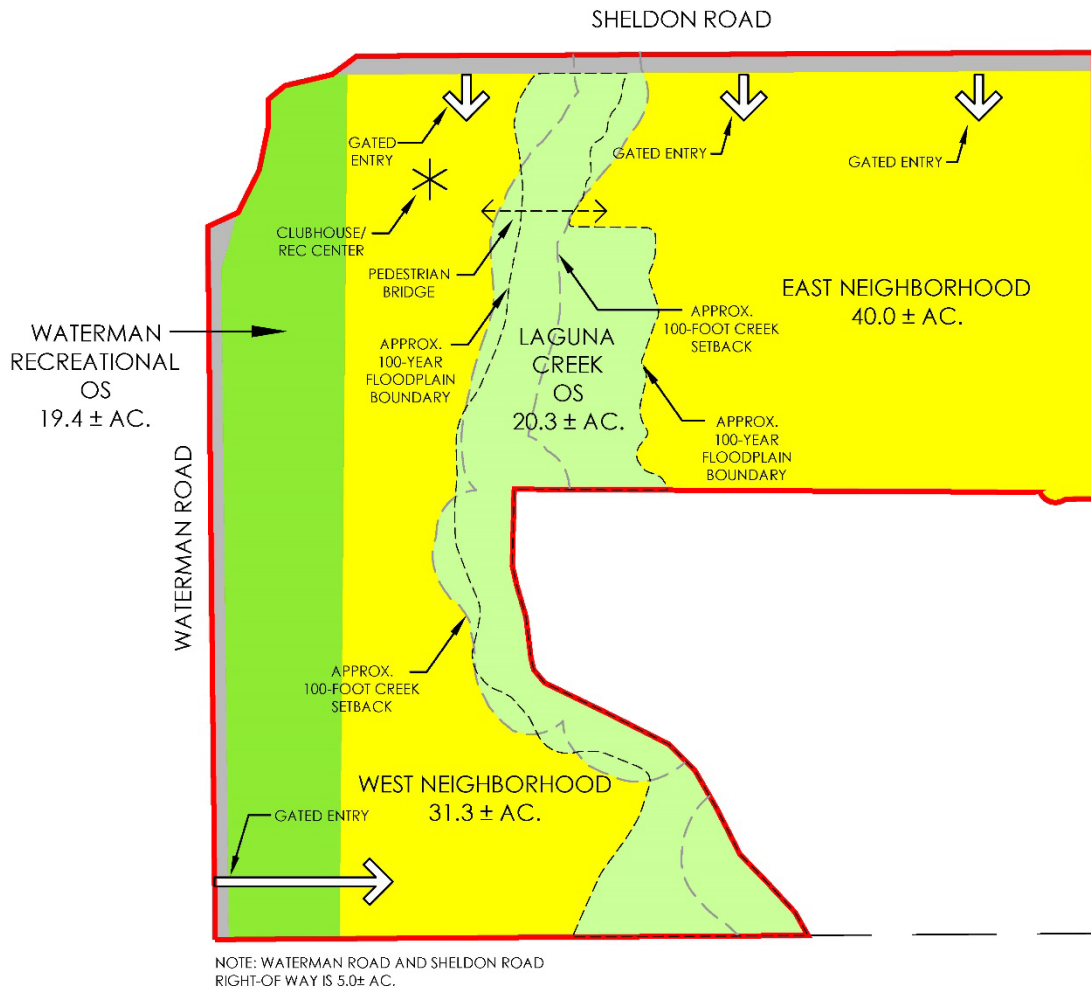 SHELDON ROAD
GATED
ENTRY
GATED ENTRY
GATED ENTRY
CLUBHOUSE/
REC CENTER
PEDESTRIAN
BRIDGE
EAST NEIGHBORHOOD
40.0 ± AC.
WATERMAN
RECREATIONAL
OS
19.4 ± AC.
APPROX.
100-YEAR
FLOODPLAIN
BOUNDARY
LAGUNA
CREEK
OS
20.3 ± AC.
APPROX.
100-FOOT CREEK
SETBACK
APPROX.
100-YEAR
FLOODPLAIN
BOUNDARY
WATERMAN ROAD
APPROX.
100-FOOT CREEK
SETBACK
WEST NEIGHBORHOOD
31.3 ± AC.
GATED ENTRY
NOTE: WATERMAN ROAD AND SHELDON ROAD
RIGHT-OF WAY IS 5.0± AC.